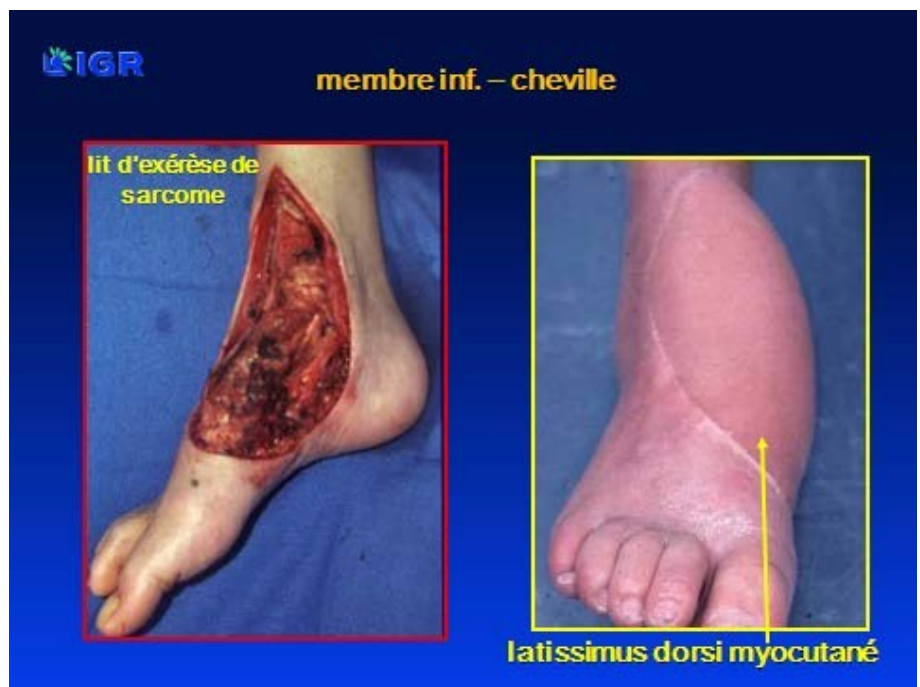 IGR
membre inf. – cheville
lit d'exérèse de
sarcome
latissimus dorsi myocutané